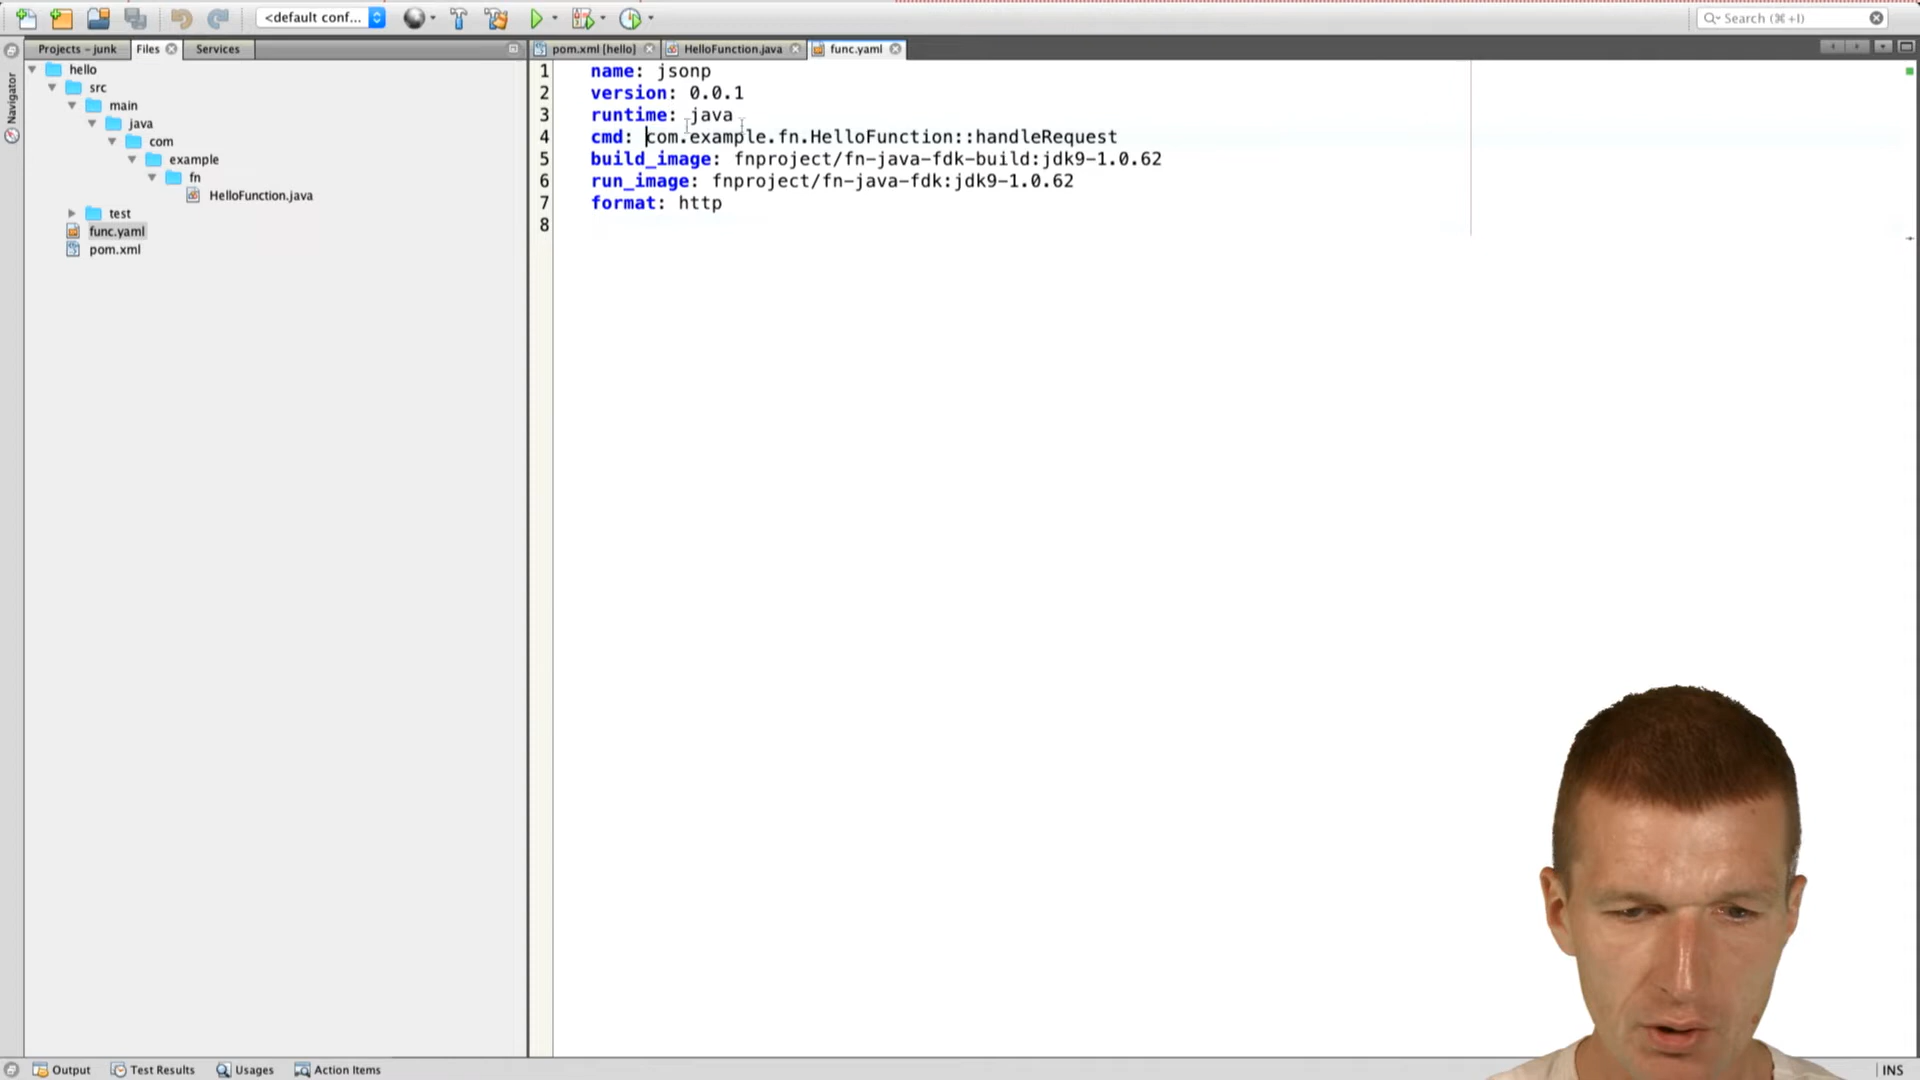 <default conf...
Search (⌘+I)
Projects – junk
Files
Services
pom.xml [hello]
HelloFunction.java
func.yaml
Navigator
hello
src
main
java
com
example
fn
HelloFunction.java
test
func.yaml
pom.xml
1 name: jsonp
2 version: 0.0.1
3 runtime: java
4 cmd: com.example.fn.HelloFunction::handleRequest
5 build_image: fnproject/fn-java-fdk-build:jdk9-1.0.62
6 run_image: fnproject/fn-java-fdk:jdk9-1.0.62
7 format: http
8
Output
Test Results
Usages
Action Items
INS